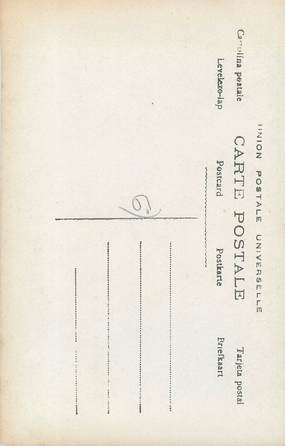 UNION POSTALE UNIVERSELLE
CARTE POSTALE
Cartolina postale
Tarjeta postal
Levelezo-lap
Postcard
Postkarte
Briefkaart